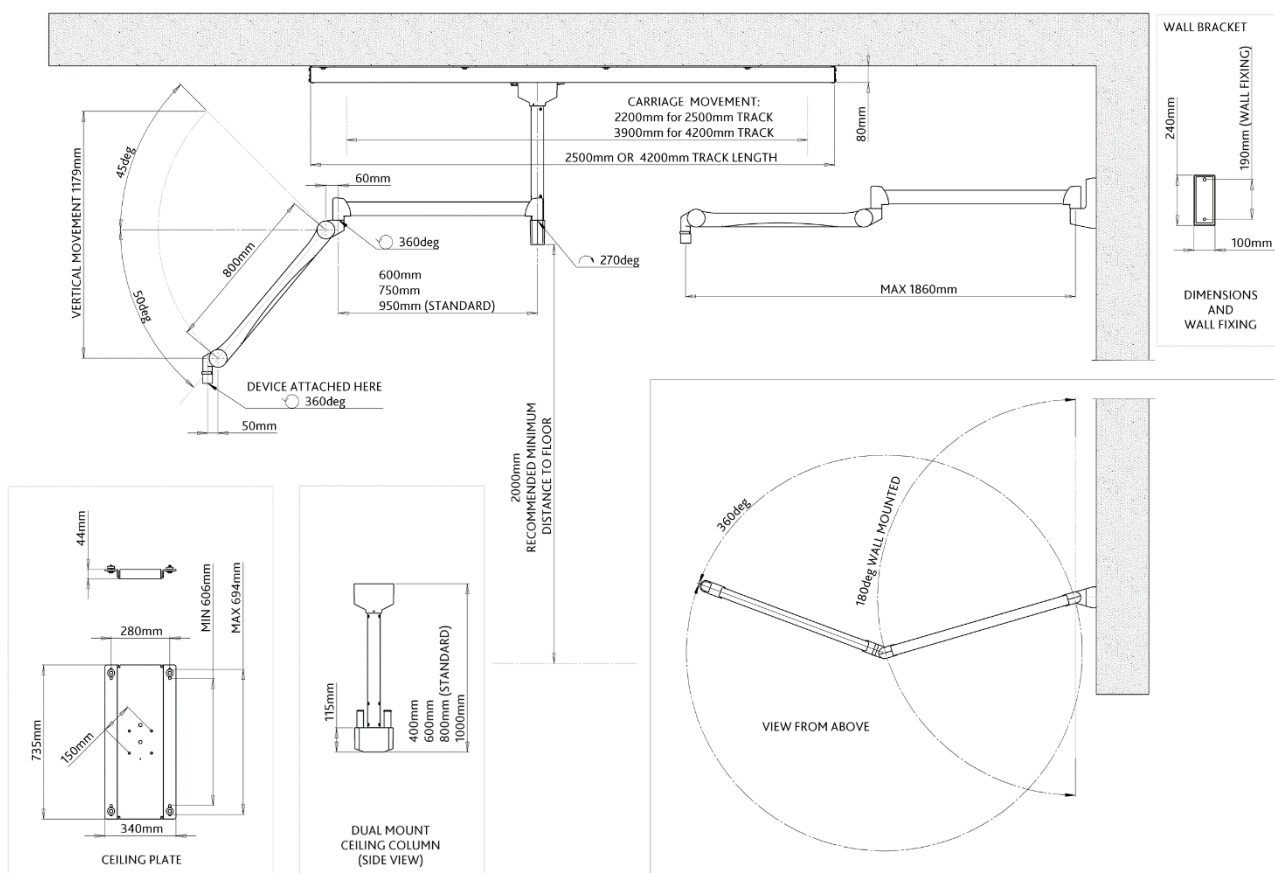 WALL BRACKET
240mm
190mm (WALL FIXING)
100mm
DIMENSIONS
AND
WALL FIXING
CARRIAGE MOVEMENT:
2200mm for 2500mm TRACK
3900mm for 4200mm TRACK
2500mm OR 4200mm TRACK LENGTH
80mm
45deg
VERTICAL MOVEMENT 1179mm
60mm
800mm
360deg
270deg
600mm
750mm
950mm (STANDARD)
50deg
DEVICE ATTACHED HERE
360deg
50mm
MAX 1860mm
2000mm
RECOMMENDED MINIMUM
DISTANCE TO FLOOR
44mm
280mm
MIN 606mm
MAX 694mm
735mm
150mm
340mm
CEILING PLATE
115mm
400mm
600mm
800mm (STANDARD)
1000mm
DUAL MOUNT
CEILING COLUMN
(SIDE VIEW)
360deg
180deg WALL MOUNTED
VIEW FROM ABOVE